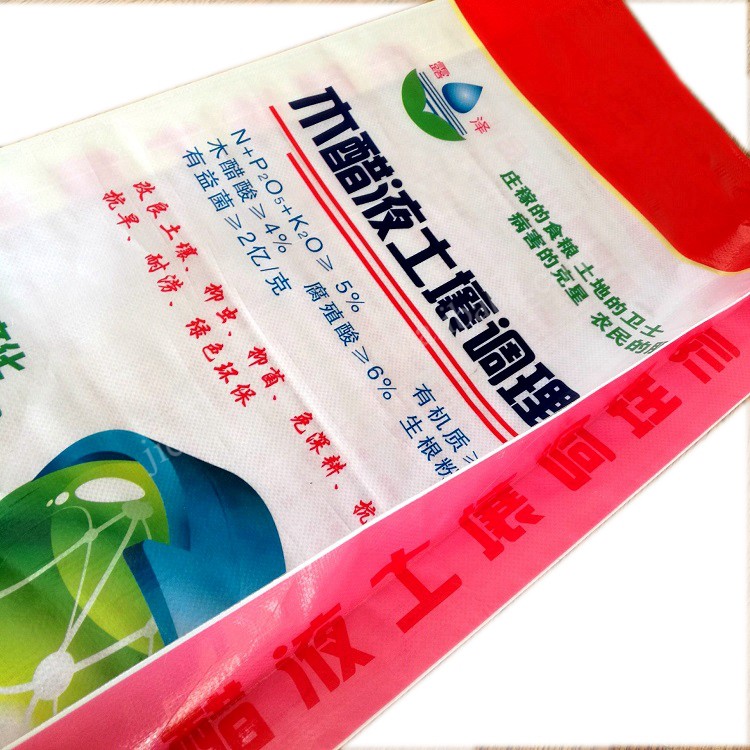 露泽
庄稼的食粮 土地的卫士
病害的克星 农民的
木醋液土壤调理
N+P₂O₅+K₂O≥5% 有机质≥
木醋酸≥4% 腐殖酸≥6% 生根粉
有益菌≥2亿/克
改良土壤、抑虫、抑菌、免深耕、抗
抗旱、耐涝、绿色环保
醋液土壤调理剂